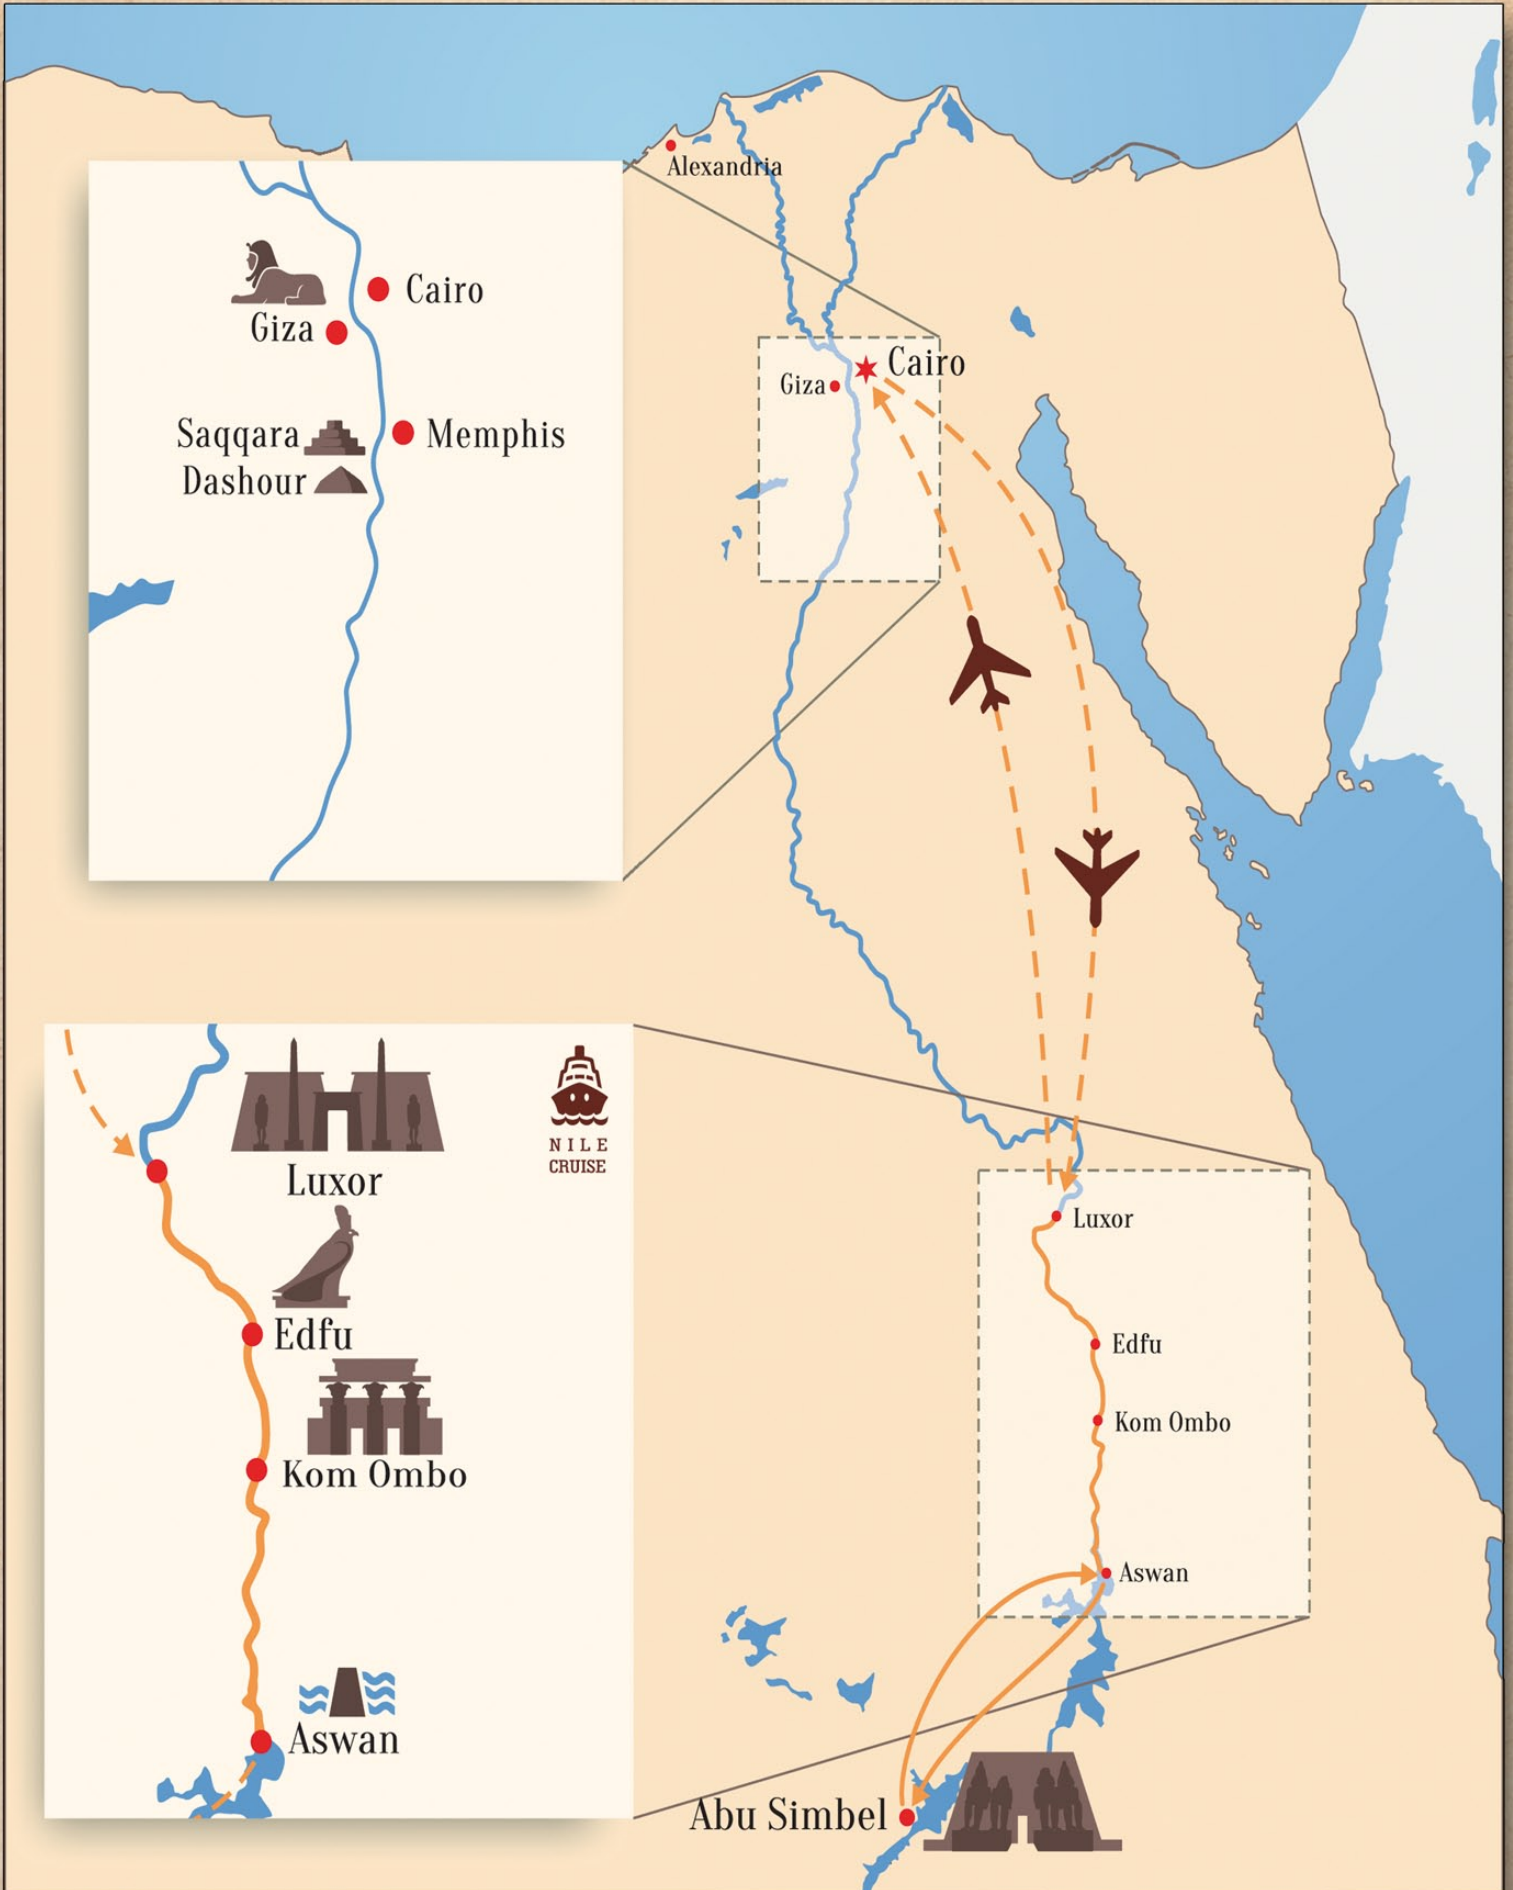 Alexandria
Cairo
Giza
Saqqara
Memphis
Dashour
Cairo
Giza
NILE
CRUISE
Luxor
Edfu
Kom Ombo
Aswan
Luxor
Edfu
Kom Ombo
Aswan
Abu Simbel